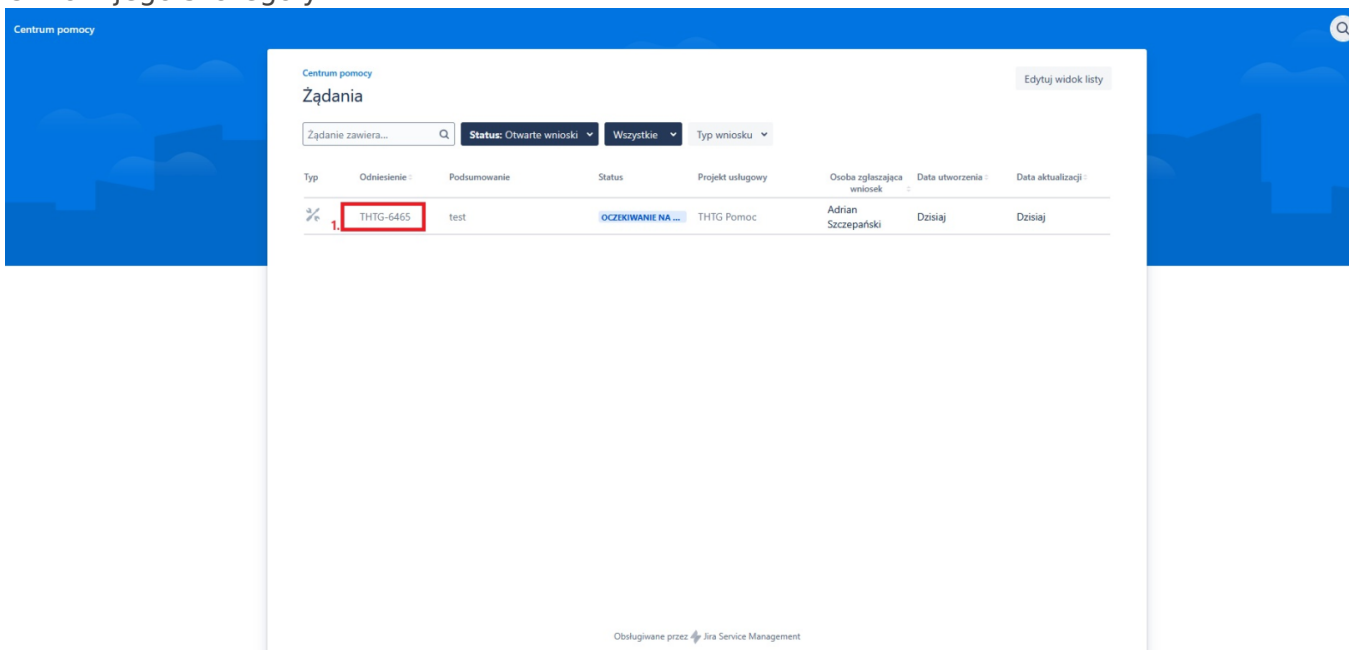 Centrum pomocy
Centrum pomocy
Edytuj widok listy
Żądania
Żądanie zawiera...
Status: Otwarte wnioski
Wszystkie
Typ wniosku
Typ
Odniesienie
Podsumowanie
Status
Projekt usługowy
Osoba zgłaszająca wniosek
Data utworzenia
Data aktualizacji
1.
THTG-6465
test
OCZEKIWANIE NA ...
THTG Pomoc
Adrian
Szczepański
Dzisiaj
Dzisiaj
Obsługiwane przez Jira Service Management